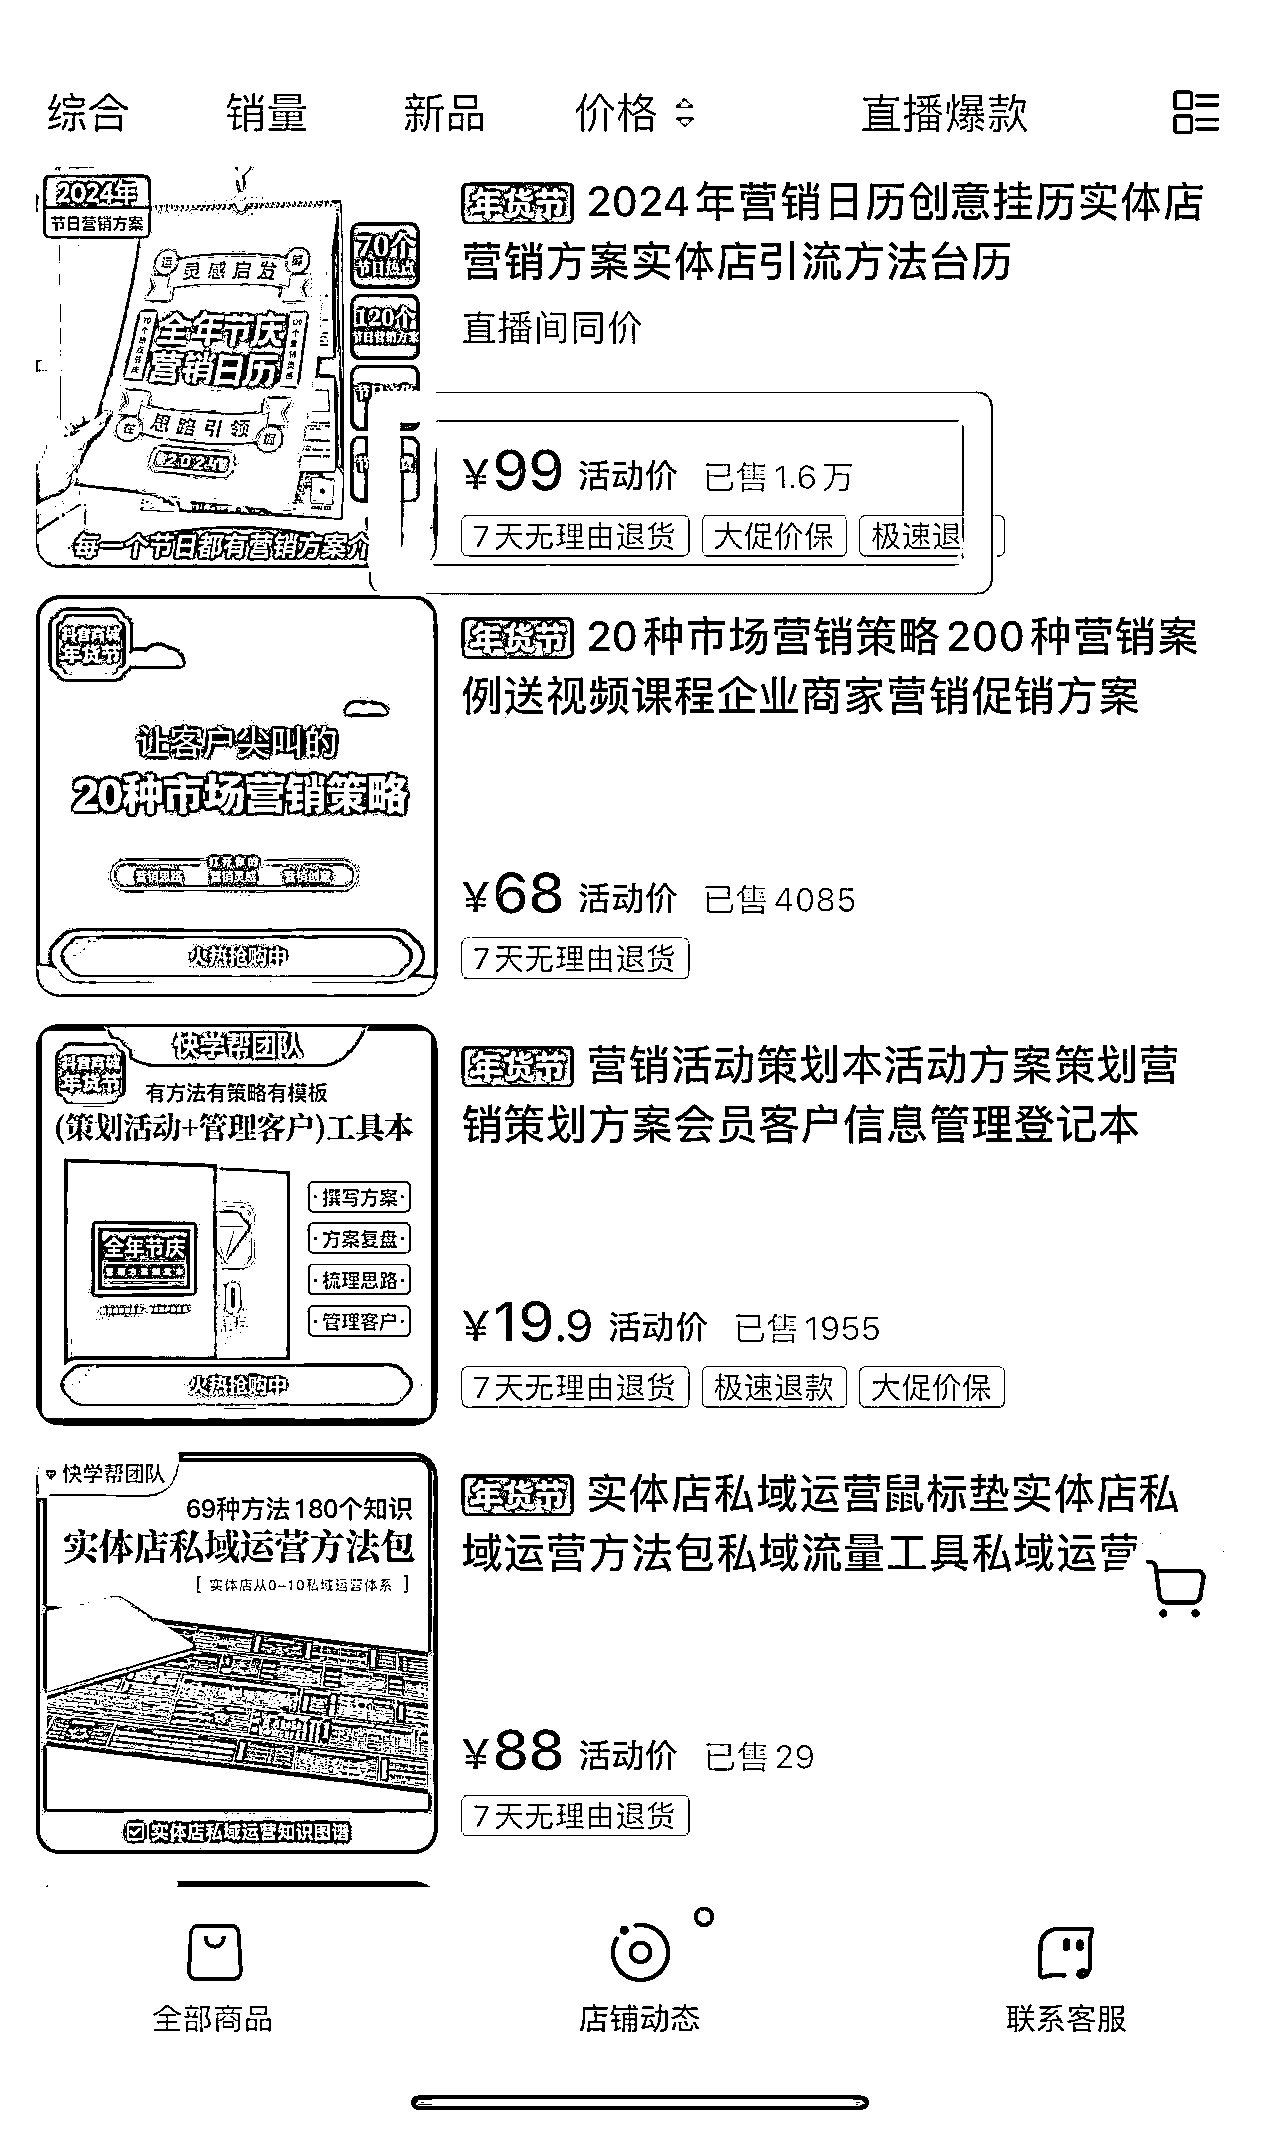 综合 销量 新品 价格 直播爆款
2024年
节日营销方案
灵感启发
全年节庆
营销日历
思路引领
2024
70个
节日热点
120个
每一个节日都有营销方案
年货节 2024年营销日历创意挂历实体店
营销方案实体店引流方法台历
直播间同价
¥99 活动价 已售1.6万
7天无理由退货 大促价保 极速退
抖音商城
年货节
让客户尖叫的
20种市场营销策略
火热抢购中
年货节 20种市场营销策略200种营销案
例送视频课程企业商家营销促销方案
¥68 活动价 已售4085
7天无理由退货
快学帮团队
抖音商城
年货节
有方法有策略有模板
(策划活动+管理客户)工具本
全年节庆
·撰写方案·
·方案复盘·
·梳理思路·
·管理客户·
火热抢购中
年货节 营销活动策划本活动方案策划营
销策划方案会员客户信息管理登记本
¥19.9 活动价 已售1955
7天无理由退货 极速退款 大促价保
快学帮团队
69种方法180个知识
实体店私域运营方法包
[ 实体店从0-10私域运营体系 ]
实体店私域运营知识图谱
年货节 实体店私域运营鼠标垫实体店私
域运营方法包私域流量工具私域运营
¥88 活动价 已售29
7天无理由退货
全部商品 店铺动态 联系客服